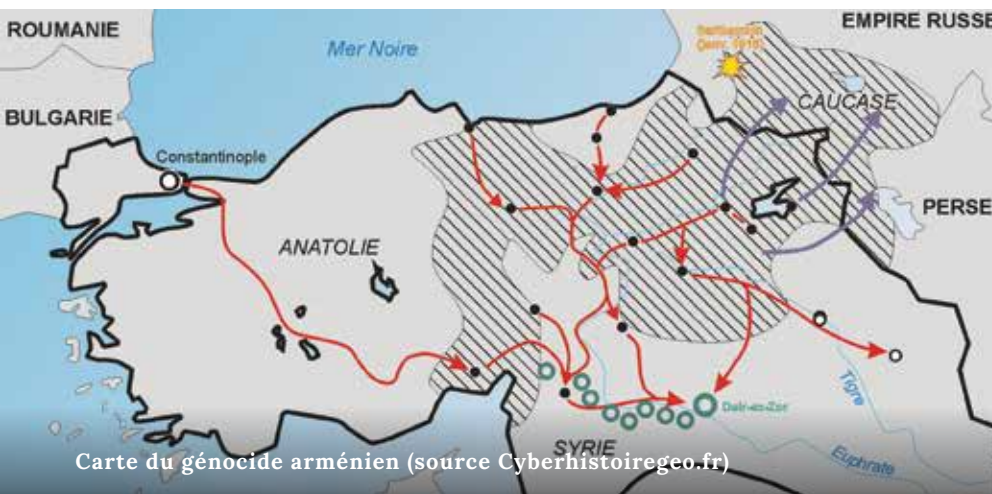 ROUMANIE
Mer Noire
EMPIRE RUSSE
BULGARIE
CAUCASE
Constantinople
PERSE
ANATOLIE
Tigre
Deir-es-Zor
SYRIE
Euphrate
Carte du génocide arménien (source Cyberhistoiregeo.fr)